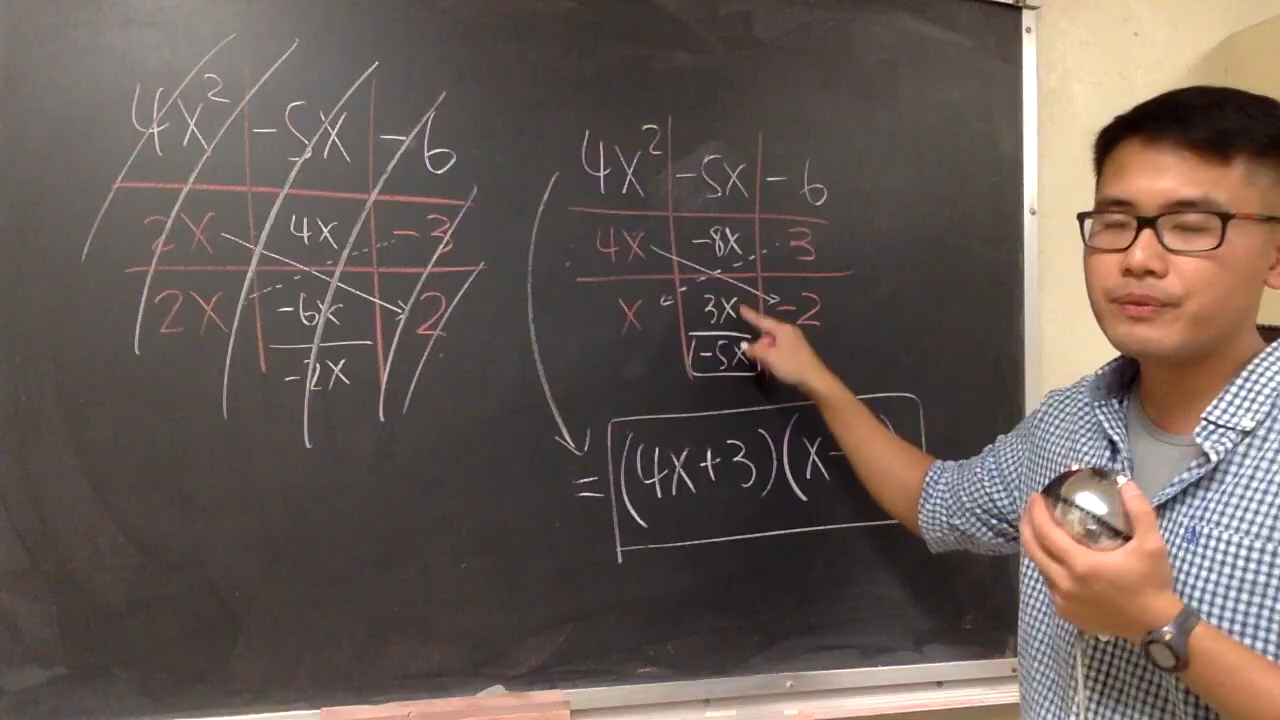 4x² -5x -6
2x 4x -3
2x -6x 2
-2x
4x² -5x -6
4x -8x 3
x 3x -2
-5x
= (4x+3)(x-